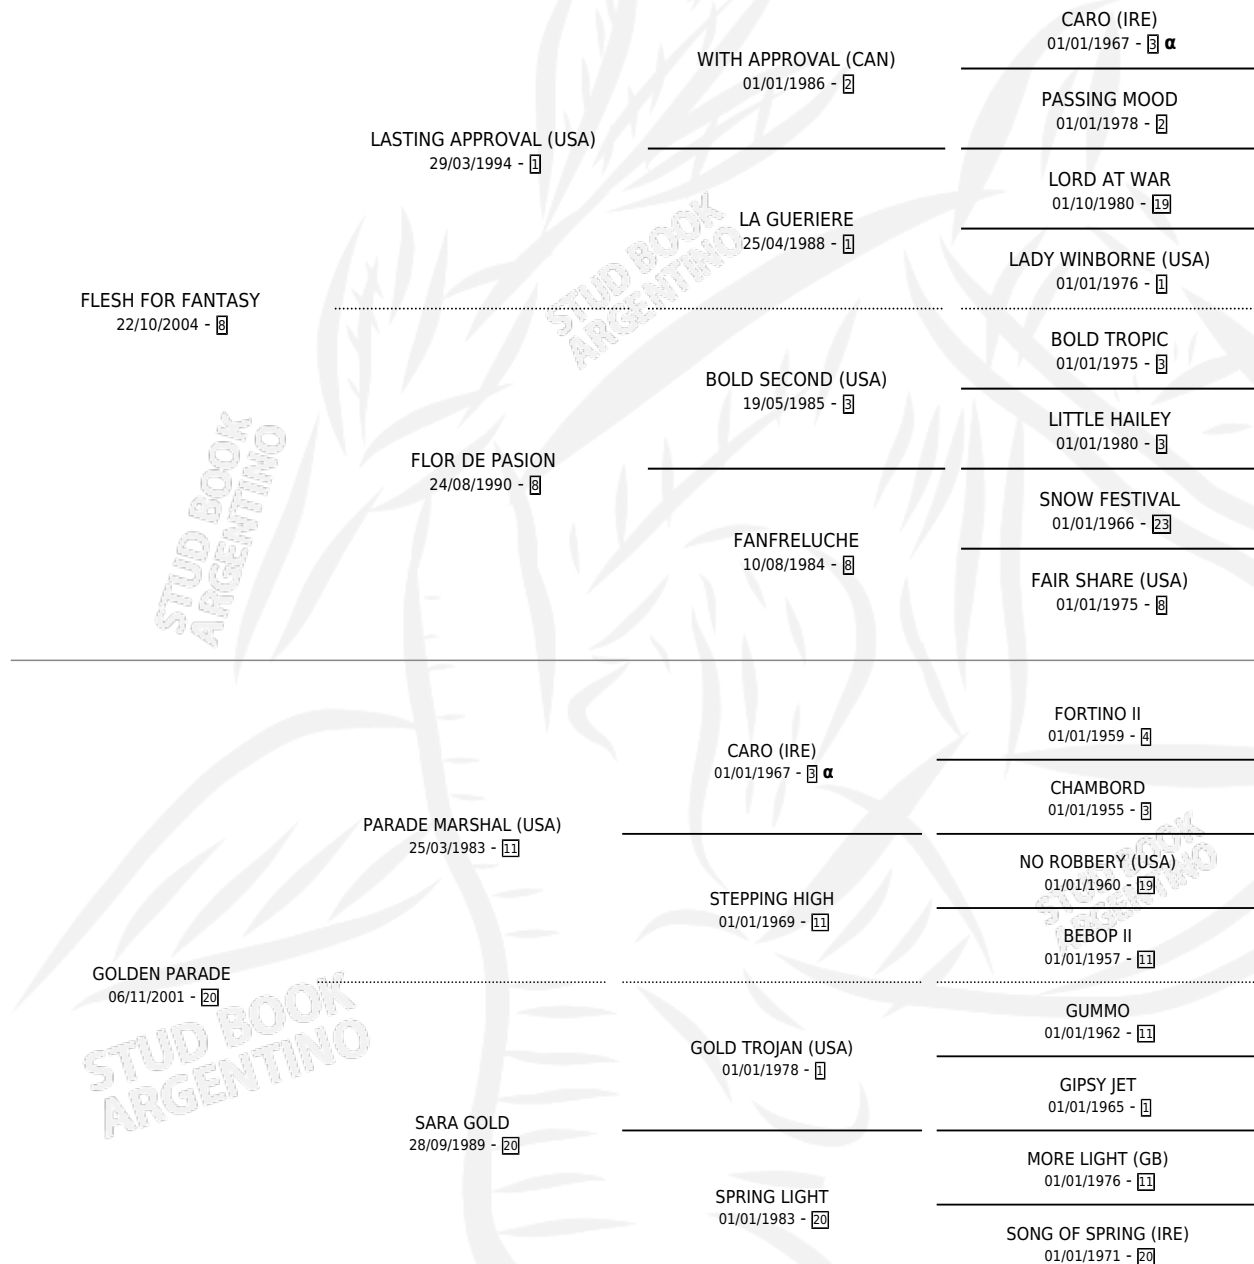 CARO (IRE)
01/01/1967 - 3 α
WITH APPROVAL (CAN)
01/01/1986 - 2
PASSING MOOD
01/01/1978 - 2
LASTING APPROVAL (USA)
29/03/1994 - 1
LORD AT WAR
01/10/1980 - 19
LA GUERIERE
25/04/1988 - 1
LADY WINBORNE (USA)
01/01/1976 - 1
FLESH FOR FANTASY
22/10/2004 - 8
BOLD TROPIC
01/01/1975 - 3
BOLD SECOND (USA)
19/05/1985 - 3
LITTLE HAILEY
01/01/1980 - 3
FLOR DE PASION
24/08/1990 - 8
SNOW FESTIVAL
01/01/1966 - 23
FANFRELUCHE
10/08/1984 - 8
FAIR SHARE (USA)
01/01/1975 - 8
STUD BOOK
ARGENTINO
STUD BOOK
ARGENTINO
FORTINO II
01/01/1959 - 4
CARO (IRE)
01/01/1967 - 3 α
CHAMBORD
01/01/1955 - 3
PARADE MARSHAL (USA)
25/03/1983 - 11
NO ROBBERY (USA)
01/01/1960 - 19
STEPPING HIGH
01/01/1969 - 11
BEBOP II
01/01/1957 - 11
GOLDEN PARADE
06/11/2001 - 20
GUMMO
01/01/1962 - 11
GOLD TROJAN (USA)
01/01/1978 - 1
GIPSY JET
01/01/1965 - 1
SARA GOLD
28/09/1989 - 20
MORE LIGHT (GB)
01/01/1976 - 11
SPRING LIGHT
01/01/1983 - 20
SONG OF SPRING (IRE)
01/01/1971 - 20
STUD BOOK
ARGENTINO
STUD BOOK
ARGENTINO